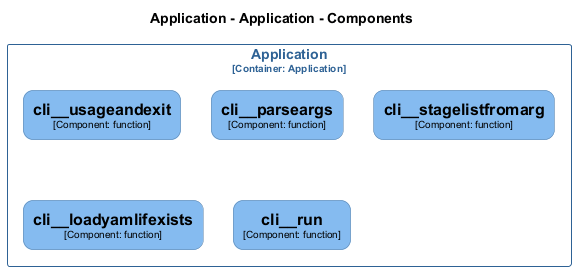 Application - Application - Components
Application
[Container: Application]
cli__usageandexit
[Component: function]
cli__parseargs
[Component: function]
cli__stagelistfromarg
[Component: function]
cli__loadyamlifexists
[Component: function]
cli__run
[Component: function]